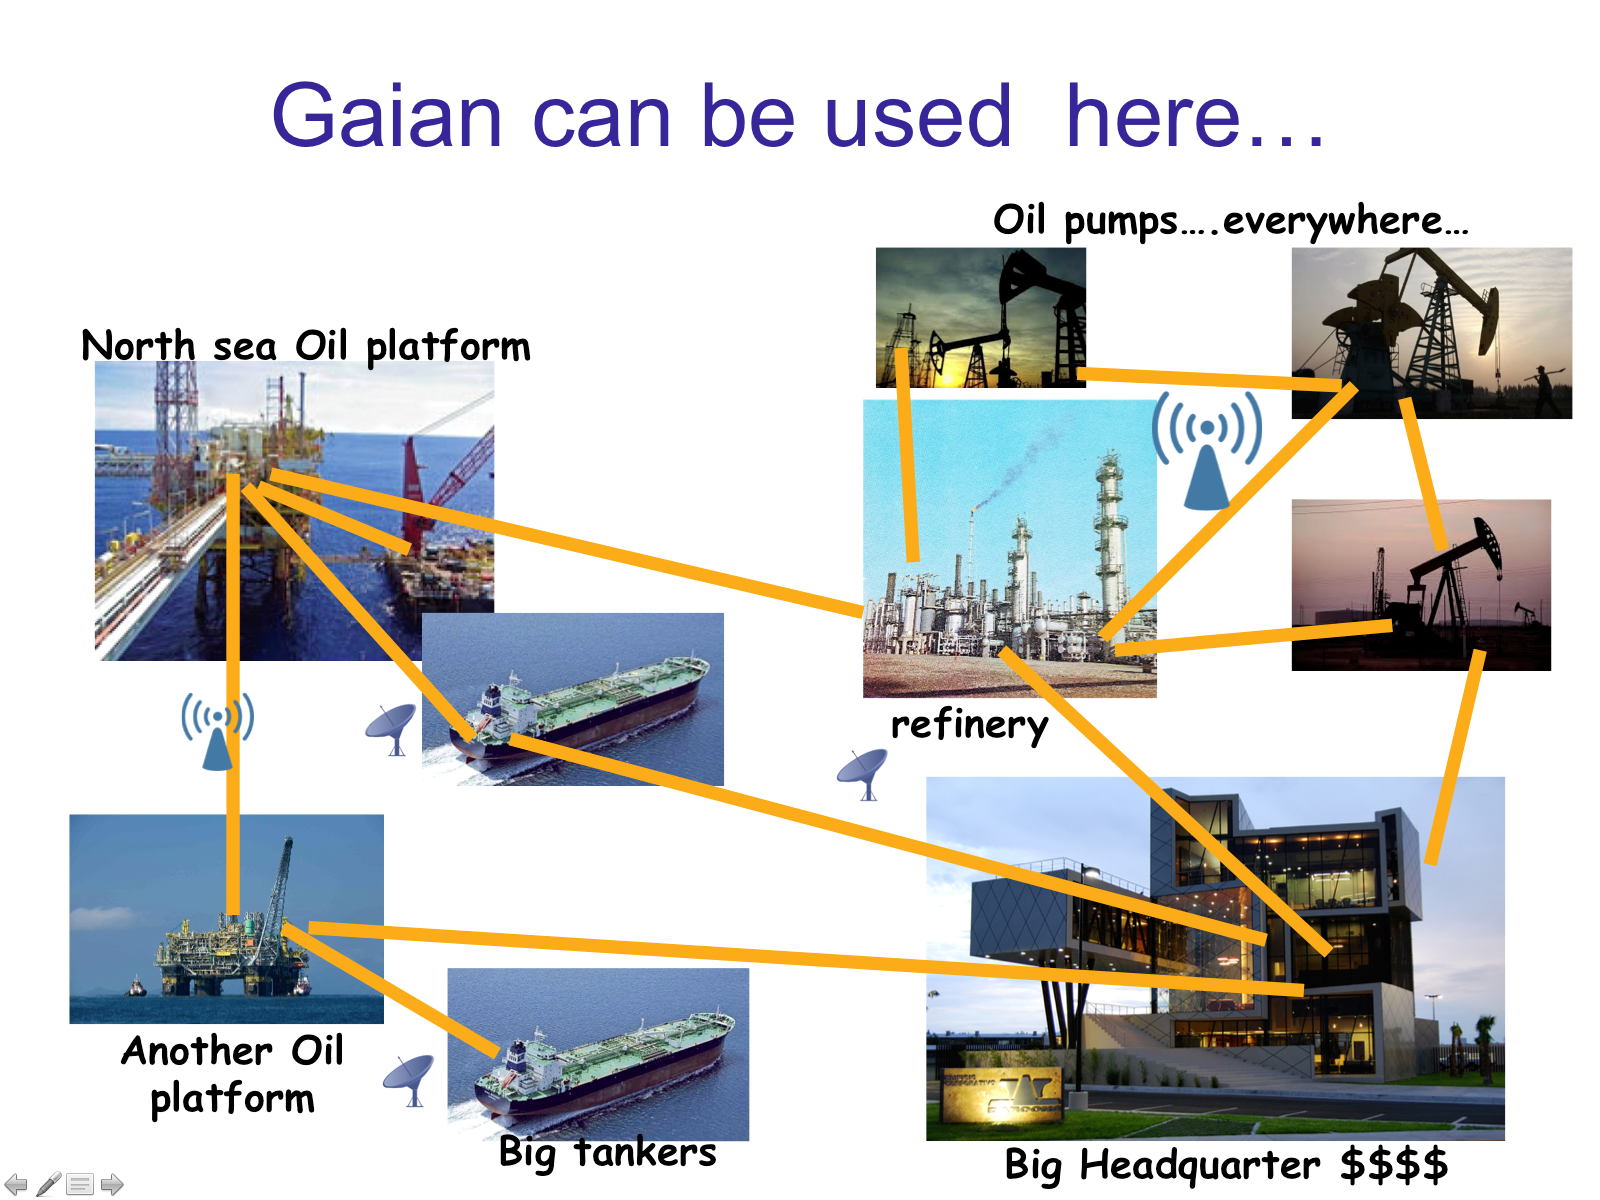 Gaian can be used  here…
Oil pumps….everywhere…
North sea Oil platform
refinery
Another Oil
platform
Big tankers
Big Headquarter $$$$